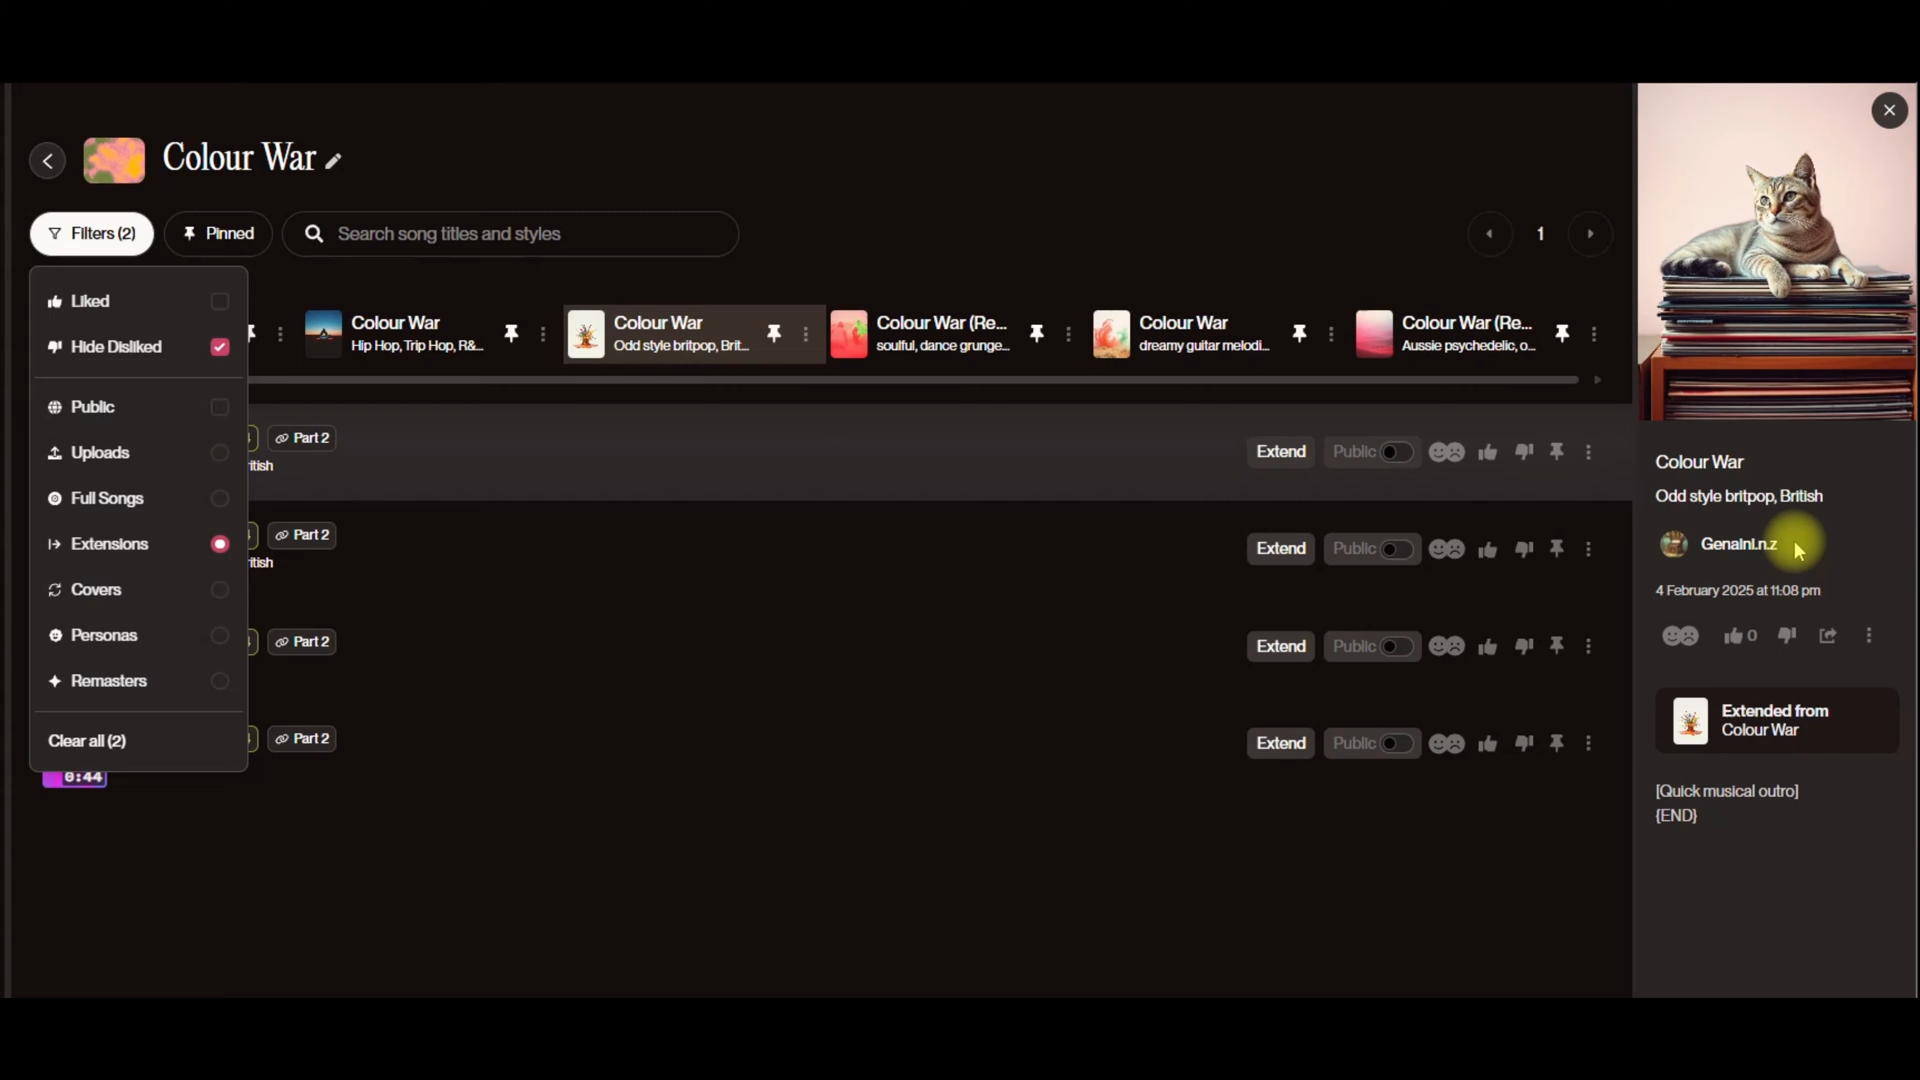 Colour War
Filters (2)
Pinned
Search song titles and styles
1
Liked
Hide Disliked
Public
Uploads
Full Songs
Extensions
Covers
Personas
Remasters
Clear all (2)
0:44
Colour War
Hip Hop, Trip Hop, R&...
Colour War
Odd style britpop, Brit...
Colour War (Re...
soulful, dance grunge...
Colour War
dreamy guitar melodi...
Colour War (Re...
Aussie psychedelic, o...
Part 2
Extend
Public
Part 2
Extend
Public
Part 2
Extend
Public
Part 2
Extend
Public
Colour War
Odd style britpop, British
GenaiNl.n.z
4 February 2025 at 11:08 pm
0
Extended from
Colour War
[Quick musical outro]
{END}